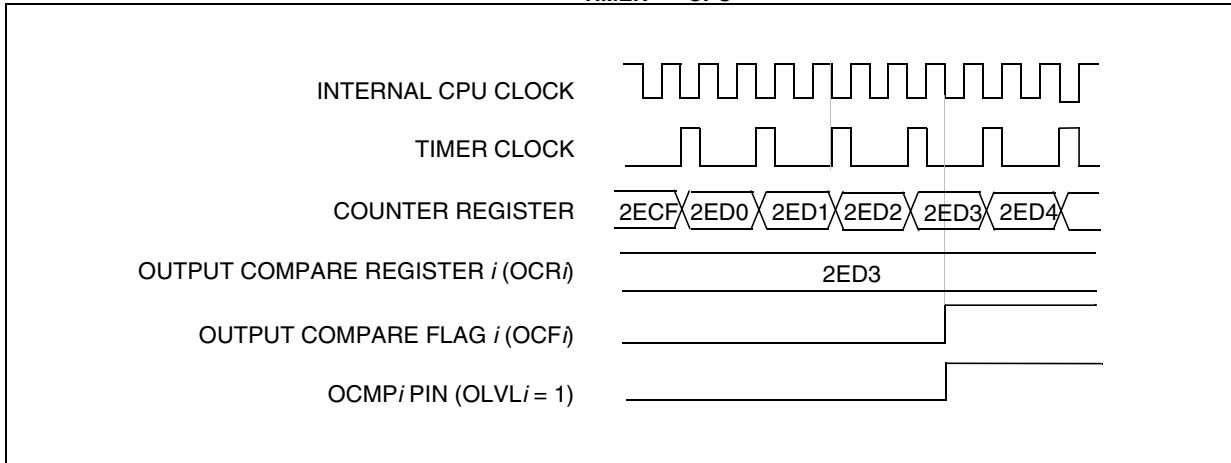 INTERNAL CPU CLOCK
TIMER CLOCK
COUNTER REGISTER
2ECF 2ED0 2ED1 2ED2 2ED3 2ED4
OUTPUT COMPARE REGISTER i (OCRi)
2ED3
OUTPUT COMPARE FLAG i (OCFi)
OCMPi PIN (OLVLi = 1)